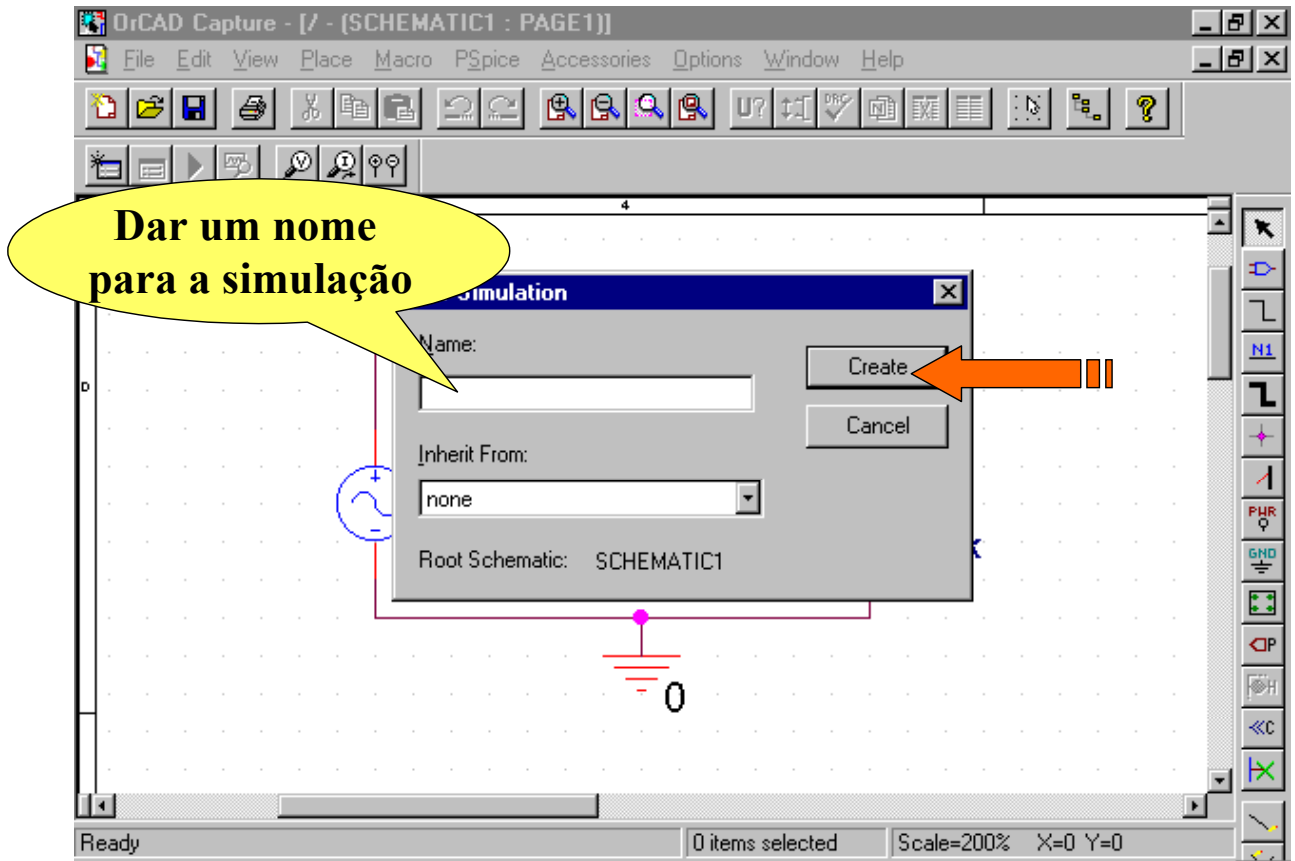 OrCAD Capture - [/ - (SCHEMATIC1 : PAGE1)]
File Edit View Place Macro PSpice Accessories Options Window Help
U? DRC
V I
4
Dar um nome
para a simulação
Simulation
Name:
Create
Cancel
Inherit From:
none
Root Schematic: SCHEMATIC1
D
0
N1
PWR
GND
P
H
C
Ready 0 items selected Scale=200% X=0 Y=0